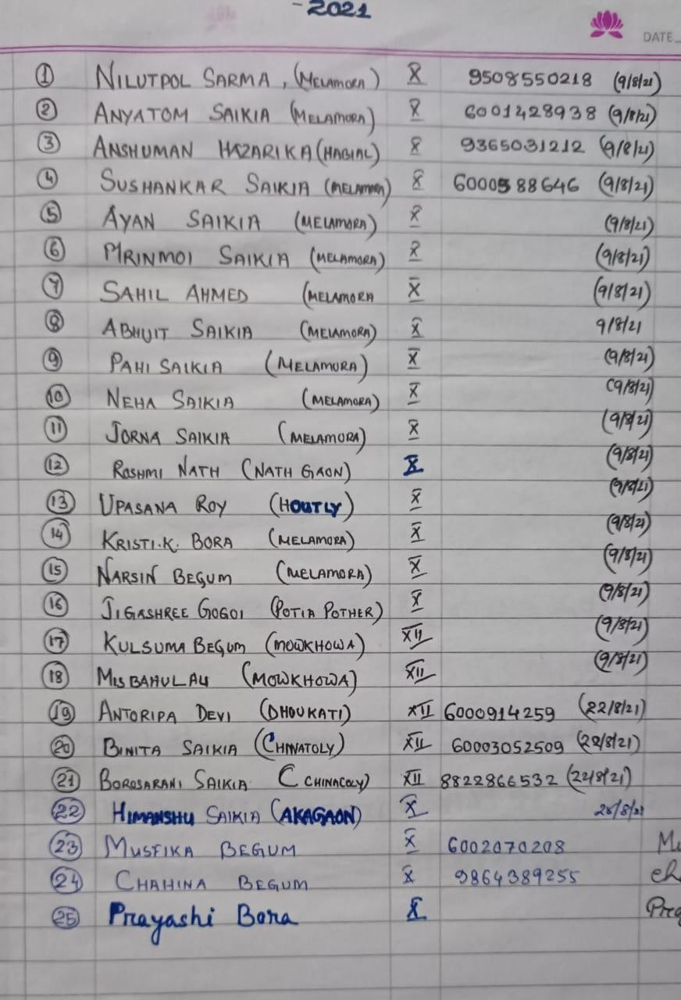 - 2021
DATE
1 NILUTPOL SARMA, (MELAMORA) X 9508550218 (9/8/21)
2 ANYATOM SAIKIA (MELAMORA) X 6001428938 (9/8/21)
3 ANSHUMAN HAZARIKA (HABIAL) X 9365031212 (9/8/21)
4 SUSHANKAR SAIKIA (MELAMORA) X 6000588646 (9/8/21)
5 AYAN SAIKIA (MELAMORA) X (9/8/21)
6 MRINMOI SAIKIA (MELAMORA) X (9/8/21)
7 SAHIL AHMED (MELAMORA X (9/8/21)
8 ABHIJIT SAIKIA (MELAMORA) X 9/8/21
9 PAHI SAIKIA (MELAMORA) X (9/8/21)
10 NEHA SAIKIA (MELAMORA) X (9/8/21)
11 JORNA SAIKIA (MELAMORA) X (9/8/21)
12 ROSHMI NATH (NATH GAON) X (9/8/21)
13 UPASANA ROY (HOUTLY) X (9/8/21)
14 KRISTI.K. BORA (MELAMORA) X (9/8/21)
15 NARSIN BEGUM (MELAMORA) X (9/8/21)
16 JIGASHREE GOGOI (POTIA POTHER) X (9/8/21)
17 KULSUMA BEGUM (MOWKHOWA) XII (9/8/21)
18 MISBAHUL ALI (MOWKHOWA) XII (9/8/21)
19 ANTORIPA DEVI (DHOUKATI) XII 6000914259 (22/8/21)
20 BINITA SAIKIA (CHINATOLY) XII 60003052509 (22/8/21)
21 BOROSARANI SAIKIA (CHINACOLY) XII 8822866532 (22/8/21)
22 HIMANSHU SAIKIA (AKAGAON) X 28/8/21
23 MUSFIKA BEGUM X 6002070208
24 CHAHINA BEGUM X 9864389255
25 Prayashi Bora X